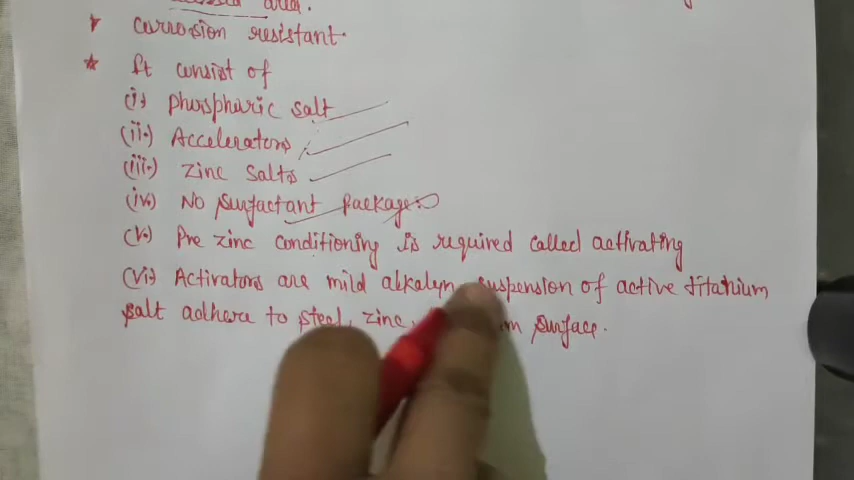 area.
corrosion resistant.
It consist of
(i) phosphoric salt
(ii) Accelerators
(iii) Zinc Salts
(iv) No Surfactant Package
(v.) Pre zinc conditioning is required called activating
(vi) Activators are mild alkalyn suspension of active titanium
salt adhere to steel, zinc, surface.